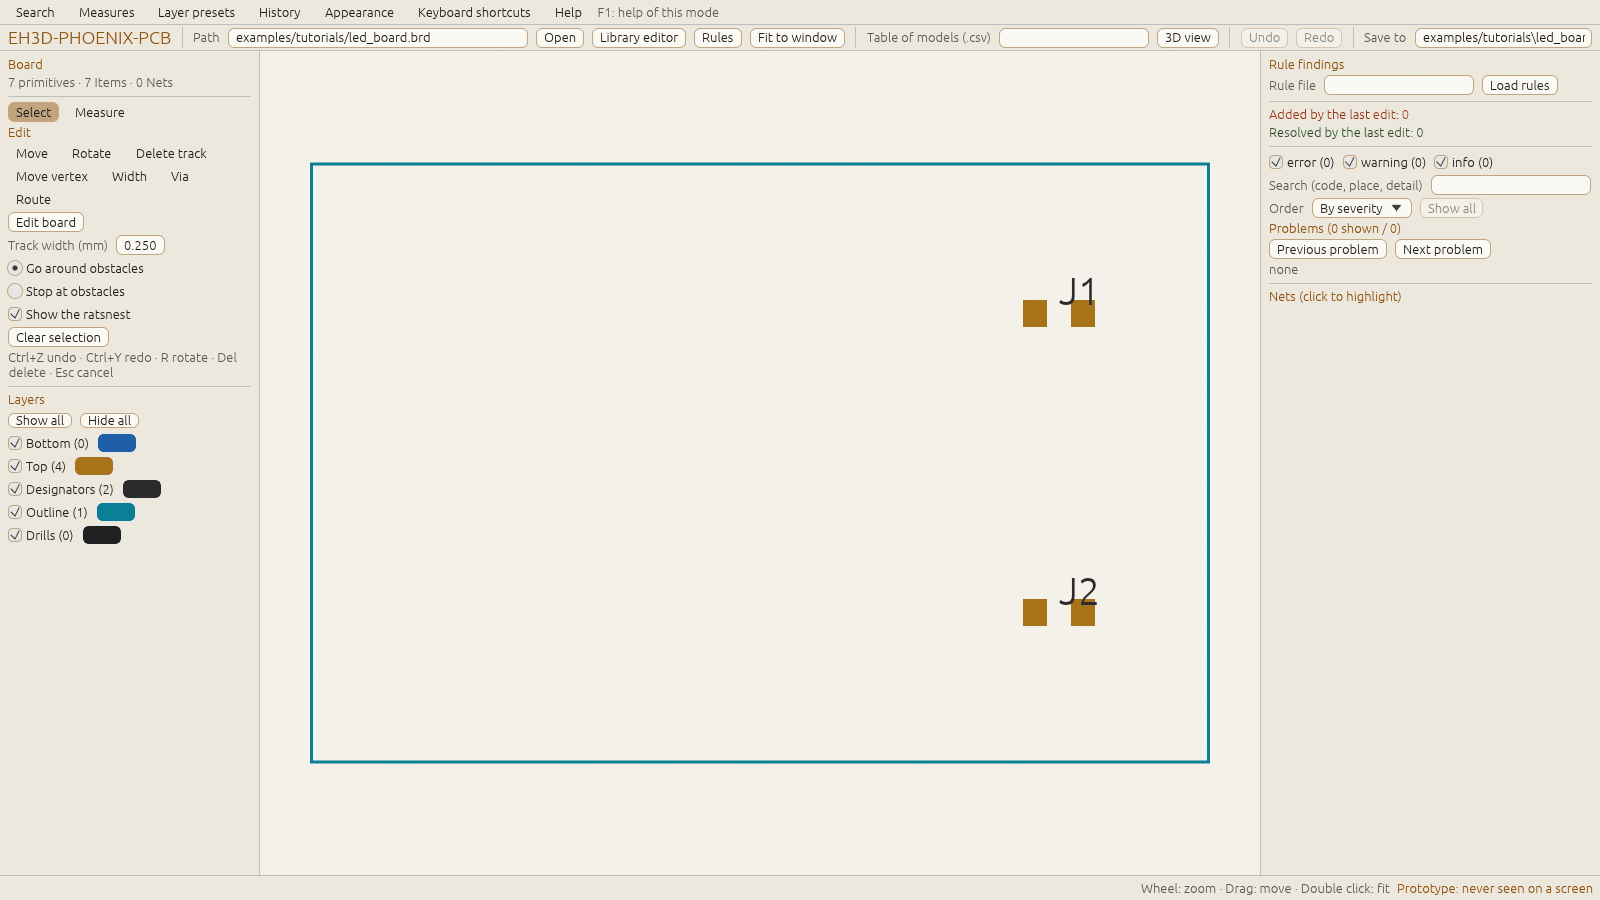 Search Measures Layer presets History Appearance Keyboard shortcuts Help F1: help of this mode
EH3D-PHOENIX-PCB Path examples/tutorials/led_board.brd Open Library editor Rules Fit to window Table of models (.csv) 3D view Undo Redo Save to examples/tutorials\led_boar
Board
7 primitives · 7 Items · 0 Nets
Select Measure
Edit
Move Rotate Delete track
Move vertex Width Via
Route
Edit board
Track width (mm) 0.250
Go around obstacles
Stop at obstacles
Show the ratsnest
Clear selection
Ctrl+Z undo · Ctrl+Y redo · R rotate · Del
delete · Esc cancel
Layers
Show all Hide all
Bottom (0)
Top (4)
Designators (2)
Outline (1)
Drills (0)
J1
J2
Rule findings
Rule file Load rules
Added by the last edit: 0
Resolved by the last edit: 0
error (0) warning (0) info (0)
Search (code, place, detail)
Order By severity Show all
Problems (0 shown / 0)
Previous problem Next problem
none
Nets (click to highlight)
Wheel: zoom · Drag: move · Double click: fit Prototype: never seen on a screen